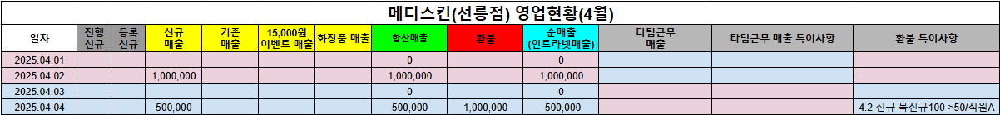 메디스킨(선릉점) 영업현황(4월)
일자 진행 신규 등록 신규 신규 매출 기존 매출 15,000원 이벤트 매출 화장품 매출 합산매출 환불 순매출 (인트라넷매출) 타팀근무 매출 타팀근무 매출 특이사항 환불 특이사항
2025.04.01 0 0
2025.04.02 1,000,000 1,000,000 1,000,000
2025.04.03 0 0
2025.04.04 500,000 500,000 1,000,000 -500,000 4.2 신규 목진규100->50/직원A